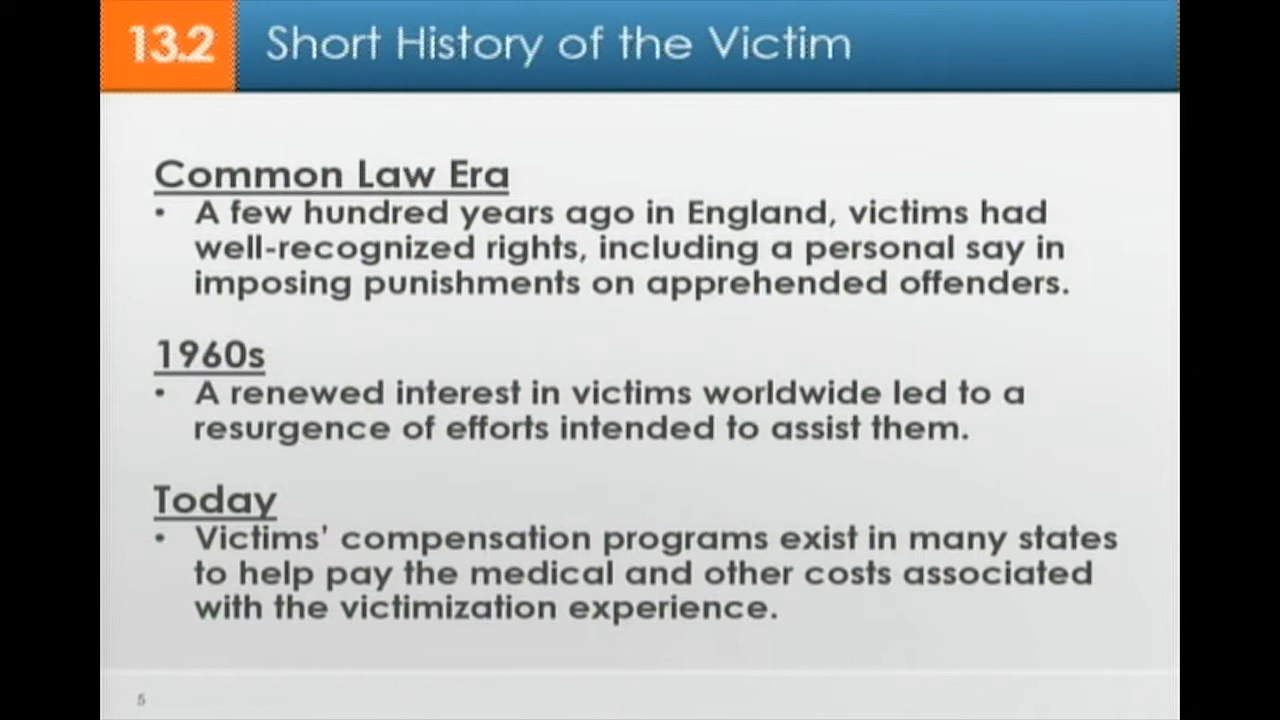 13.2 Short History of the Victim
Common Law Era
• A few hundred years ago in England, victims had
well-recognized rights, including a personal say in
imposing punishments on apprehended offenders.
1960s
• A renewed interest in victims worldwide led to a
resurgence of efforts intended to assist them.
Today
• Victims' compensation programs exist in many states
to help pay the medical and other costs associated
with the victimization experience.
5